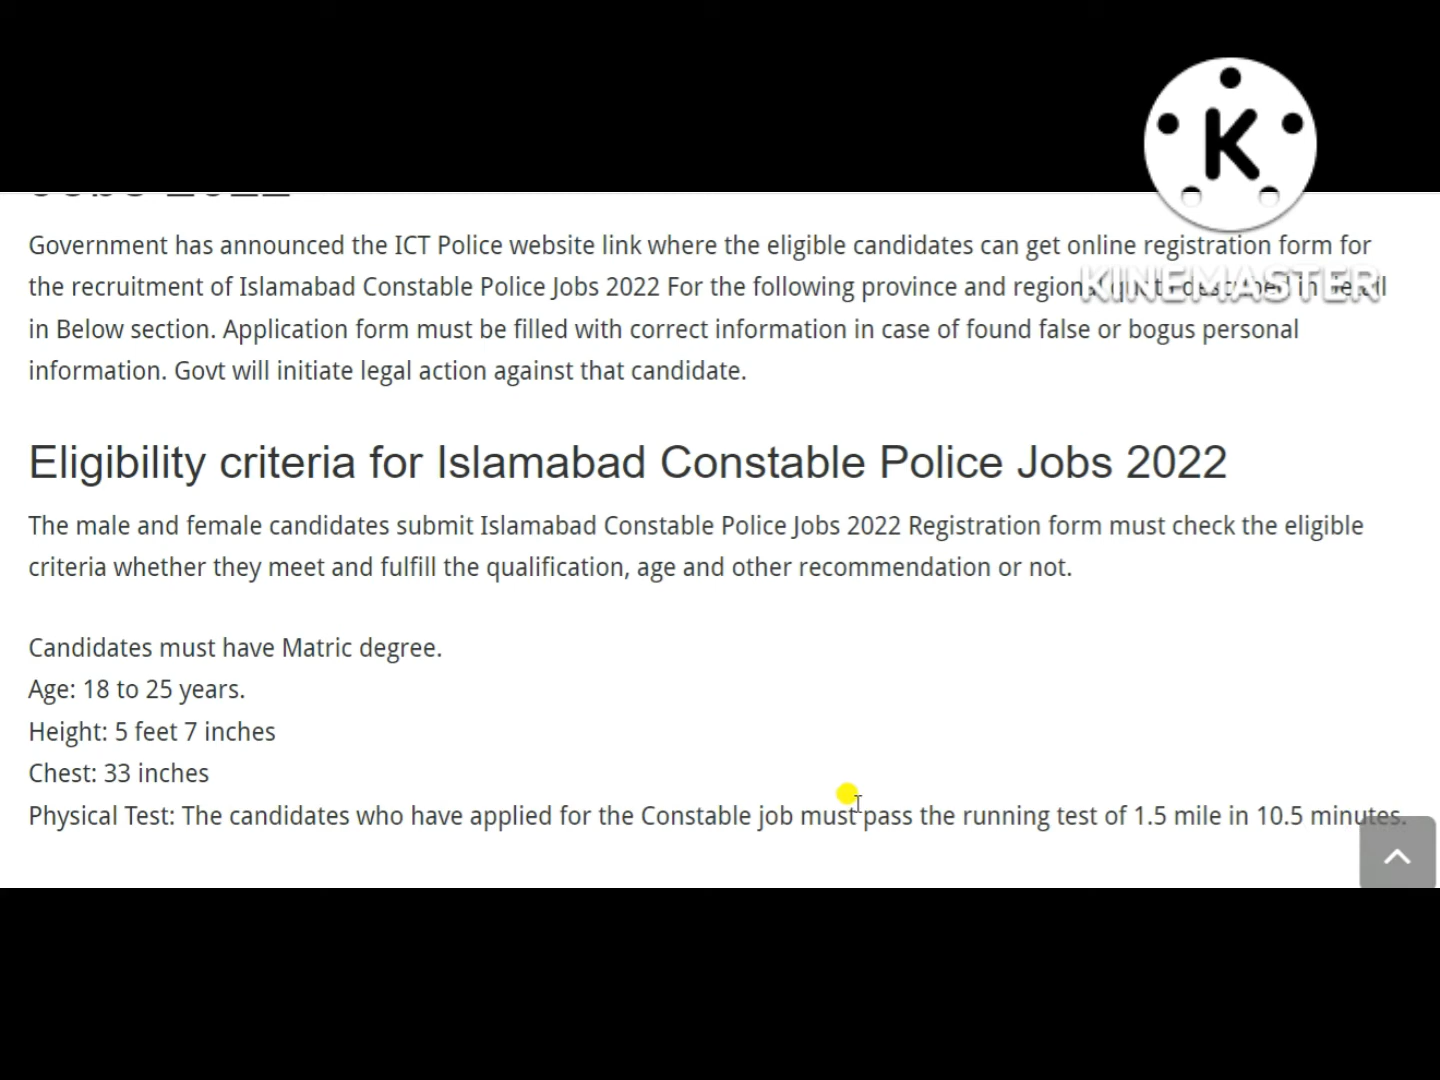 Jobs 2022
K
Government has announced the ICT Police website link where the eligible candidates can get online registration form for
the recruitment of Islamabad Constable Police Jobs 2022 For the following province and regional quota described in detail
KINEMASTER
in Below section. Application form must be filled with correct information in case of found false or bogus personal
information. Govt will initiate legal action against that candidate.
Eligibility criteria for Islamabad Constable Police Jobs 2022
The male and female candidates submit Islamabad Constable Police Jobs 2022 Registration form must check the eligible
criteria whether they meet and fulfill the qualification, age and other recommendation or not.
Candidates must have Matric degree.
Age: 18 to 25 years.
Height: 5 feet 7 inches
Chest: 33 inches
Physical Test: The candidates who have applied for the Constable job must pass the running test of 1.5 mile in 10.5 minutes.